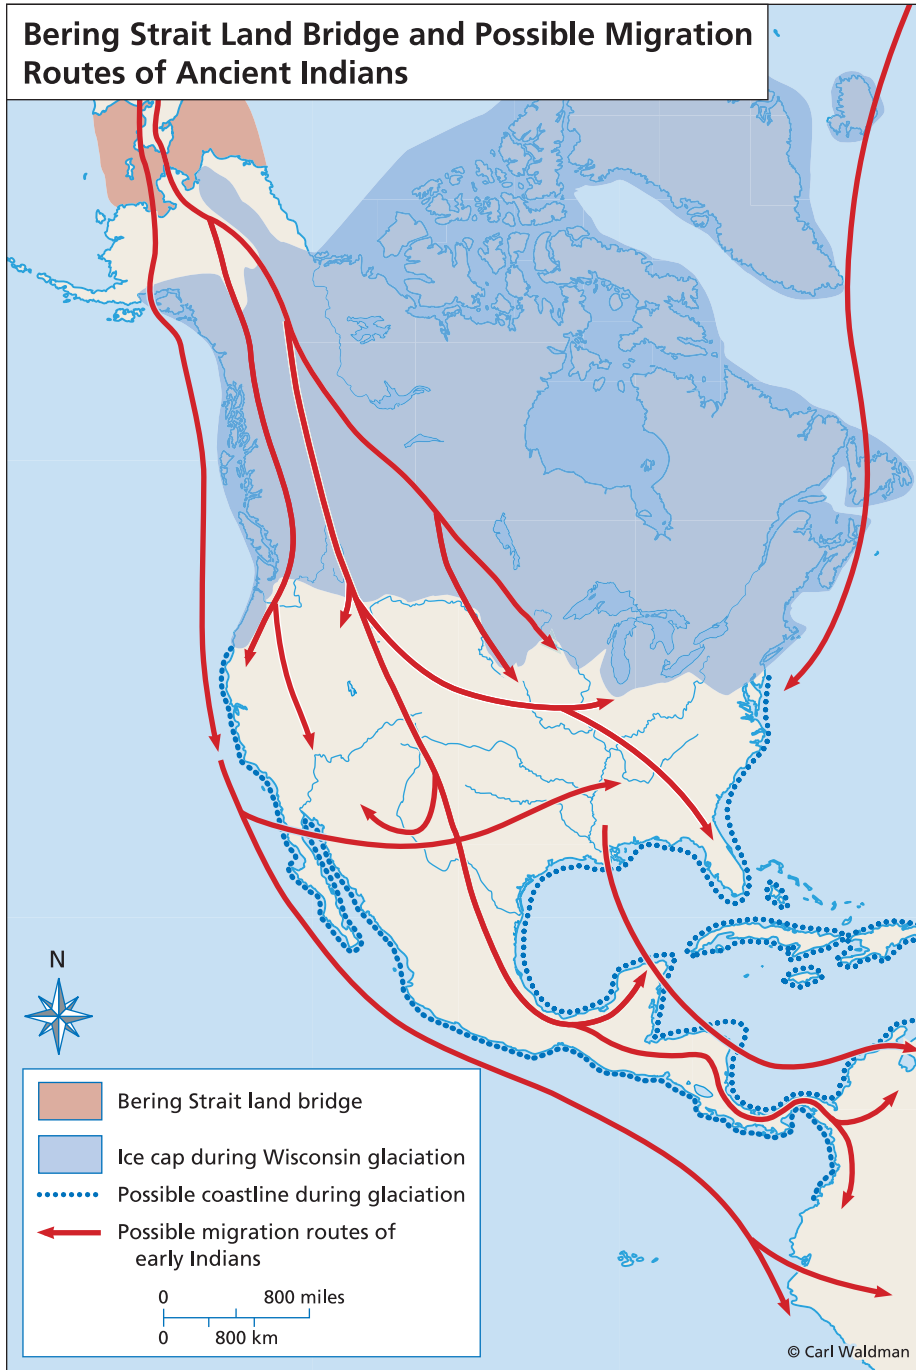 Bering Strait Land Bridge and Possible Migration
Routes of Ancient Indians
N
Bering Strait land bridge
Ice cap during Wisconsin glaciation
Possible coastline during glaciation
Possible migration routes of
early Indians
0 800 miles
0 800 km
© Carl Waldman